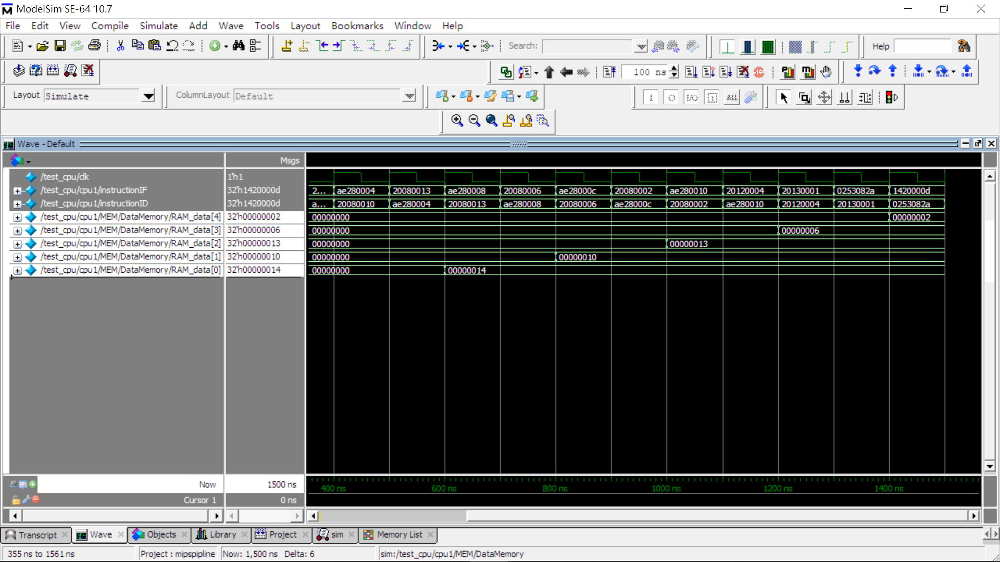 ModelSim SE-64 10.7
File Edit View Compile Simulate Add Wave Tools Layout Bookmarks Window Help
Search:
Help
100 ns
Layout Simulate
ColumnLayout Default
ALL
Wave - Default
Msgs
/test_cpu/clk 1'h1
/test_cpu/cpu1/instructionIF 32'h1420000d 2... ae280004 20080013 ae280008 20080006 ae28000c 20080002 ae280010 20120004 20130001 0253082a 1420000d
/test_cpu/cpu1/instructionID 32'h1420000d a... 20080010 ae280004 20080013 ae280008 20080006 ae28000c 20080002 ae280010 20120004 20130001 0253082a
/test_cpu/cpu1/MEM/DataMemory/RAM_data[4] 32'h00000002 00000000 00000002
/test_cpu/cpu1/MEM/DataMemory/RAM_data[3] 32'h00000006 00000000 00000006
/test_cpu/cpu1/MEM/DataMemory/RAM_data[2] 32'h00000013 00000000 00000013
/test_cpu/cpu1/MEM/DataMemory/RAM_data[1] 32'h00000010 00000000 00000010
/test_cpu/cpu1/MEM/DataMemory/RAM_data[0] 32'h00000014 00000000 00000014
Now 1500 ns
400 ns 600 ns 800 ns 1000 ns 1200 ns 1400 ns
Cursor 1 0 ns
Transcript Wave Objects Library Project sim Memory List
355 ns to 1561 ns Project : mipspipline Now: 1,500 ns Delta: 6 sim:/test_cpu/cpu1/MEM/DataMemory